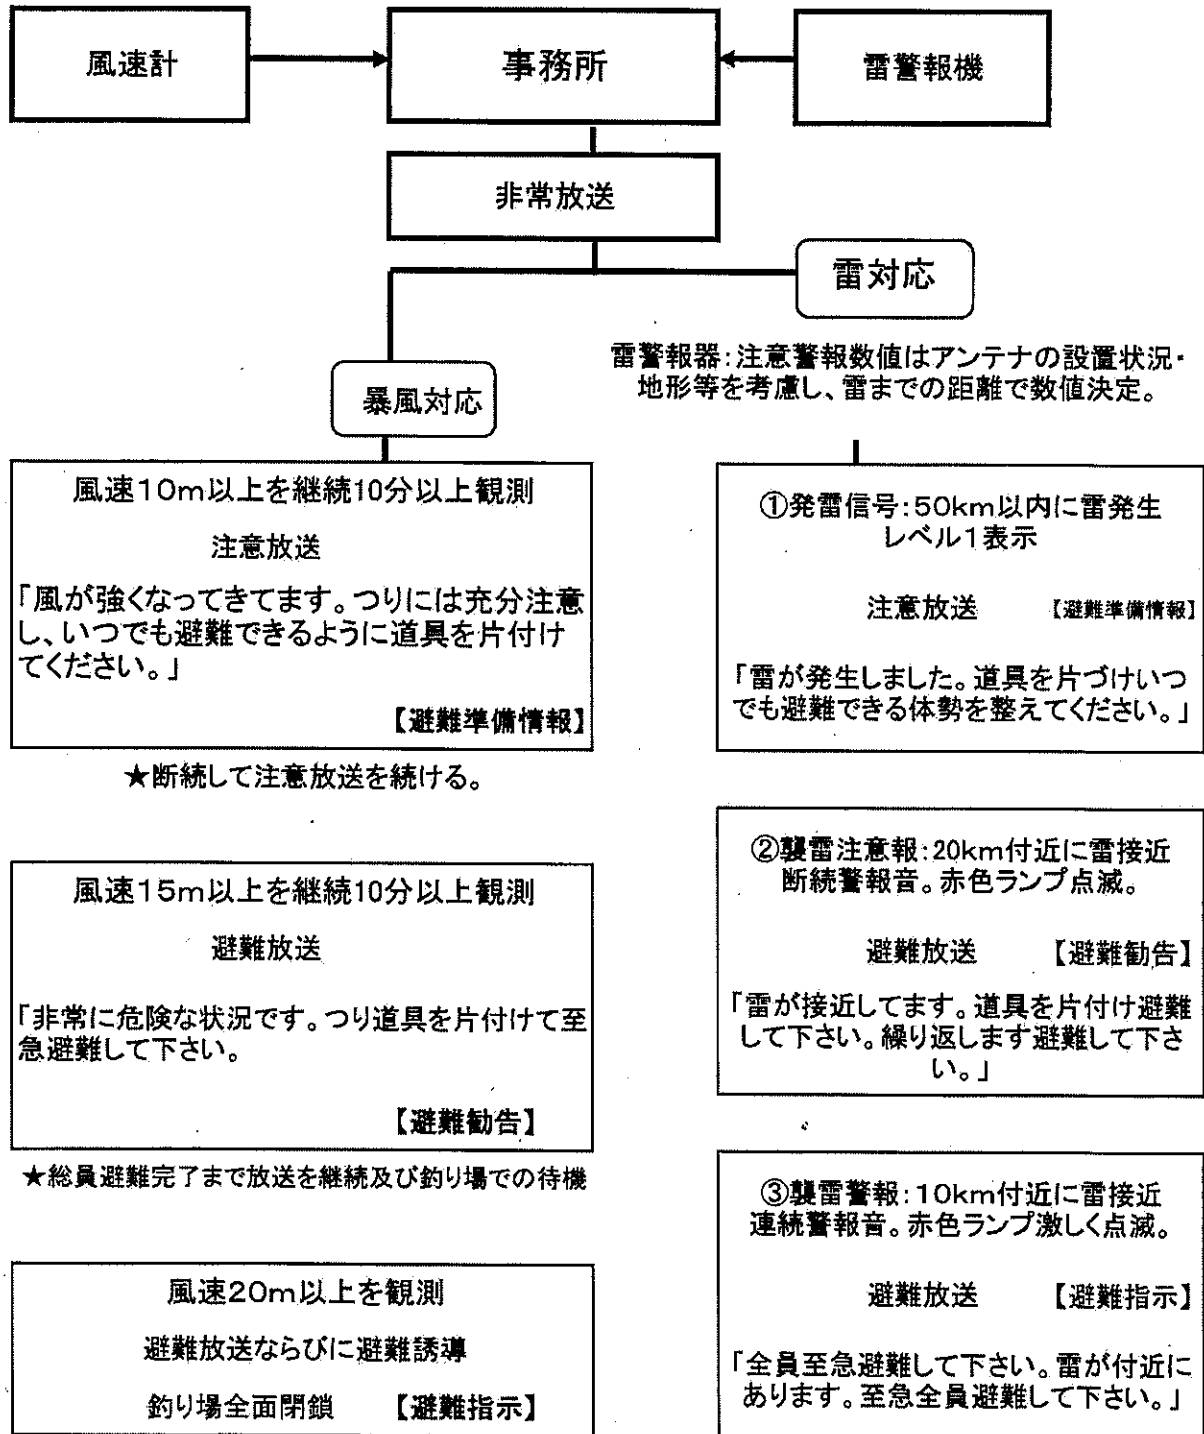 風速計
事務所
雷警報機
非常放送
雷対応
雷警報器：注意警報数値はアンテナの設置状況・
地形等を考慮し、雷までの距離で数値決定。
暴風対応
風速10m以上を継続10分以上観測
注意放送
「風が強くなってきてます。つりには充分注意
し、いつでも避難できるように道具を片付け
てください。」
【避難準備情報】
★断続して注意放送を続ける。
風速15m以上を継続10分以上観測
避難放送
「非常に危険な状況です。つり道具を片付けて至
急避難して下さい。
【避難勧告】
★総員避難完了まで放送を継続及び釣り場での待機
風速20m以上を観測
避難放送ならびに避難誘導
釣り場全面閉鎖　【避難指示】
①発雷信号：50km以内に雷発生
レベル1表示
注意放送　【避難準備情報】
「雷が発生しました。道具を片づけいつ
でも避難できる体勢を整えてください。」
②襲雷注意報：20km付近に雷接近
断続警報音。赤色ランプ点滅。
避難放送　【避難勧告】
「雷が接近してます。道具を片付け避難
して下さい。繰り返します避難して下さ
い。」
③襲雷警報：10km付近に雷接近
連続警報音。赤色ランプ激しく点滅。
避難放送　【避難指示】
「全員至急避難して下さい。雷が付近に
あります。至急全員避難して下さい。」